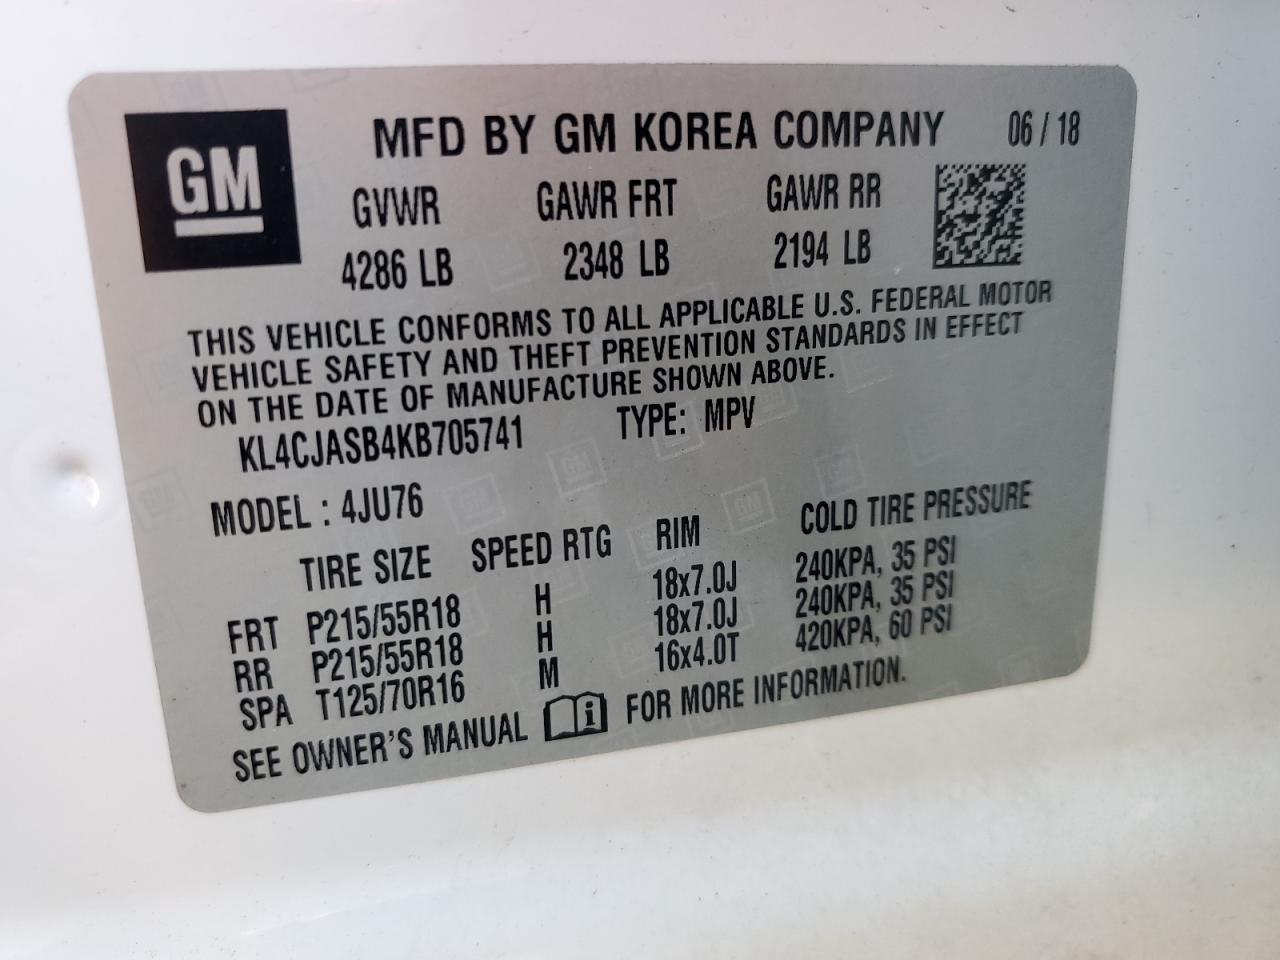 GM
MFD BY GM KOREA COMPANY 06 / 18
GVWR GAWR FRT GAWR RR
4286 LB 2348 LB 2194 LB
THIS VEHICLE CONFORMS TO ALL APPLICABLE U.S. FEDERAL MOTOR
VEHICLE SAFETY AND THEFT PREVENTION STANDARDS IN EFFECT
ON THE DATE OF MANUFACTURE SHOWN ABOVE.
KL4CJASB4KB705741 TYPE: MPV
MODEL : 4JU76
TIRE SIZE SPEED RTG RIM COLD TIRE PRESSURE
FRT P215/55R18 H 18x7.0J 240KPA, 35 PSI
RR P215/55R18 H 18x7.0J 240KPA, 35 PSI
SPA T125/70R16 M 16x4.0T 420KPA, 60 PSI
SEE OWNER'S MANUAL i FOR MORE INFORMATION.